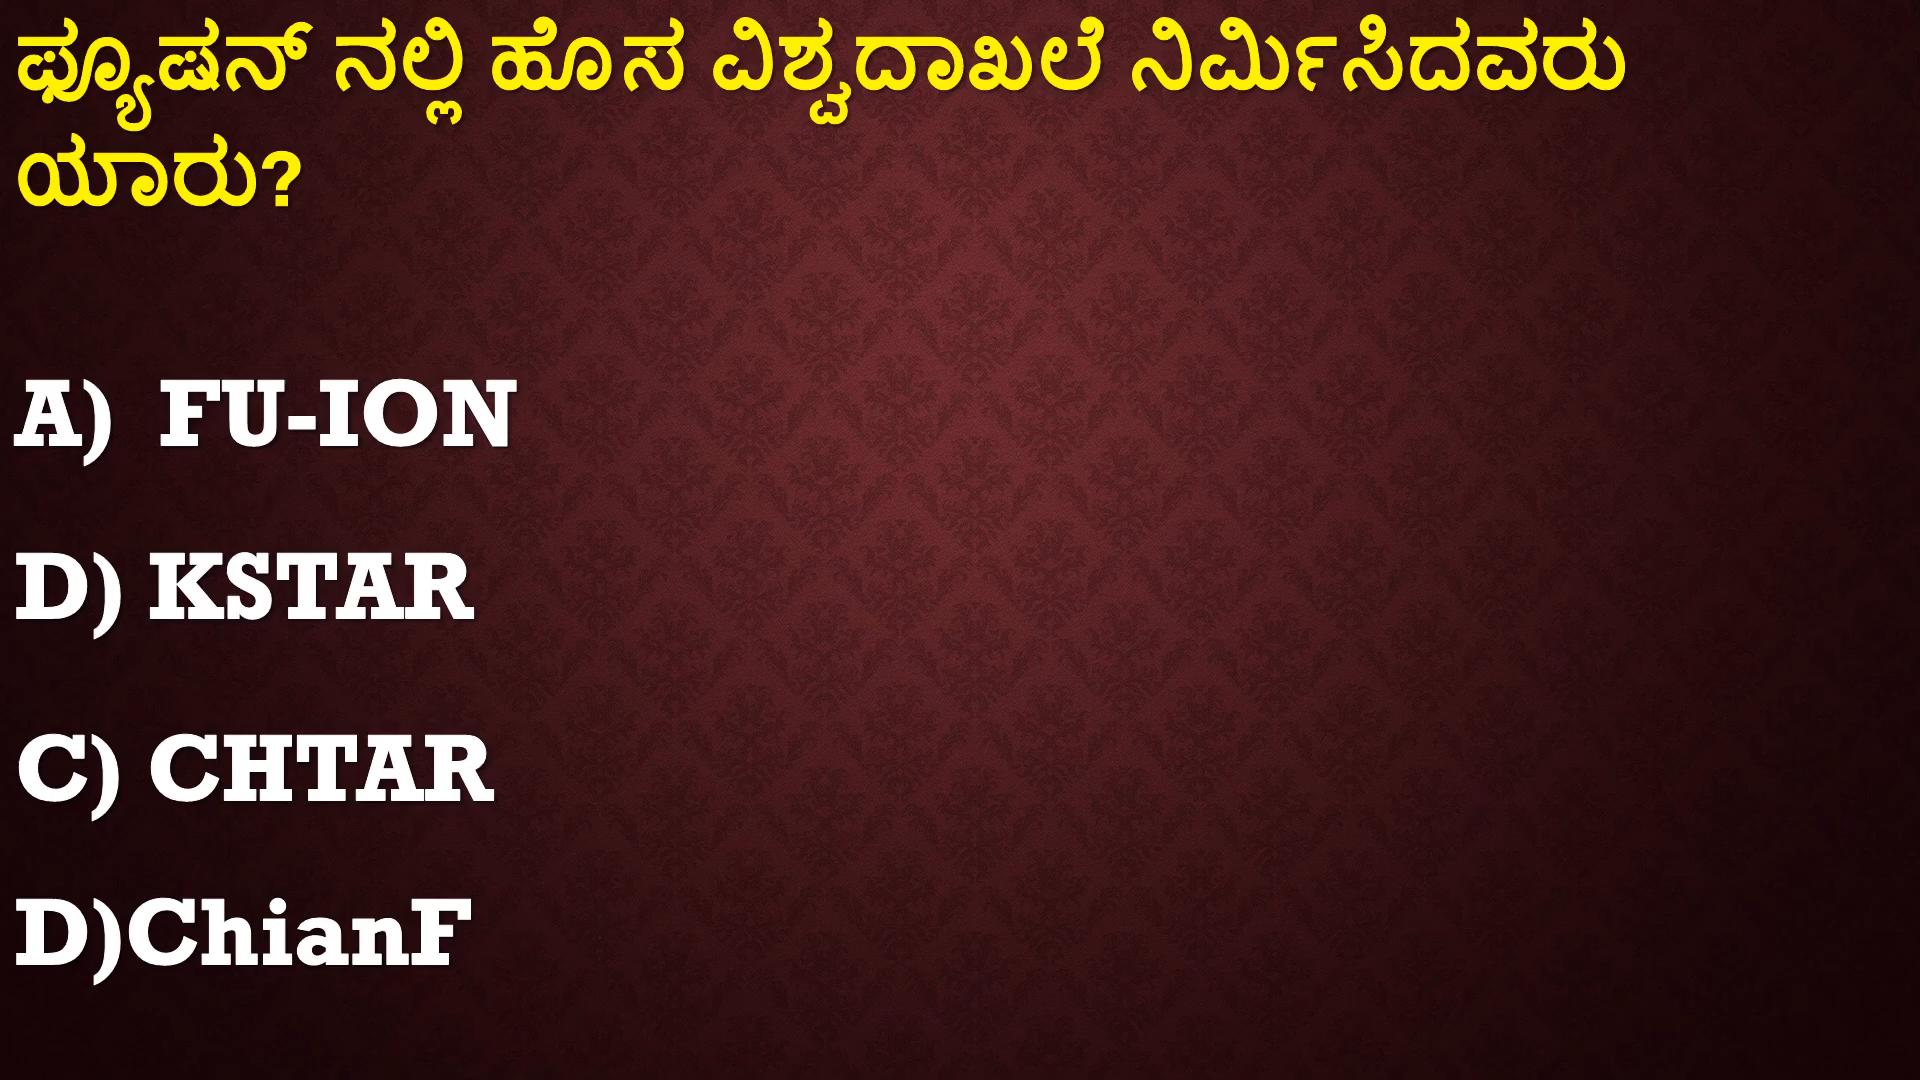 ಫ್ಯೂಷನ್ ನಲ್ಲಿ ಹೊಸ ವಿಶ್ವದಾಖಲೆ ನಿರ್ಮಿಸಿದವರು
ಯಾರು?
A) FU-ION
D) KSTAR
C) CHTAR
D)ChianF